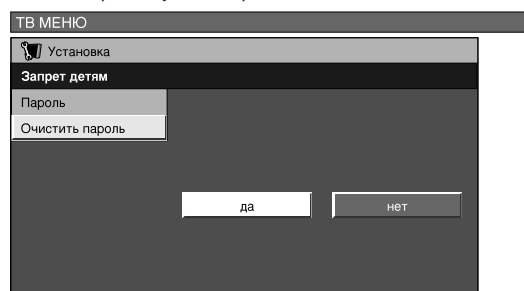 ТВ МЕНЮ
Установка
Запрет детям
Пароль
Очистить пароль
да
нет